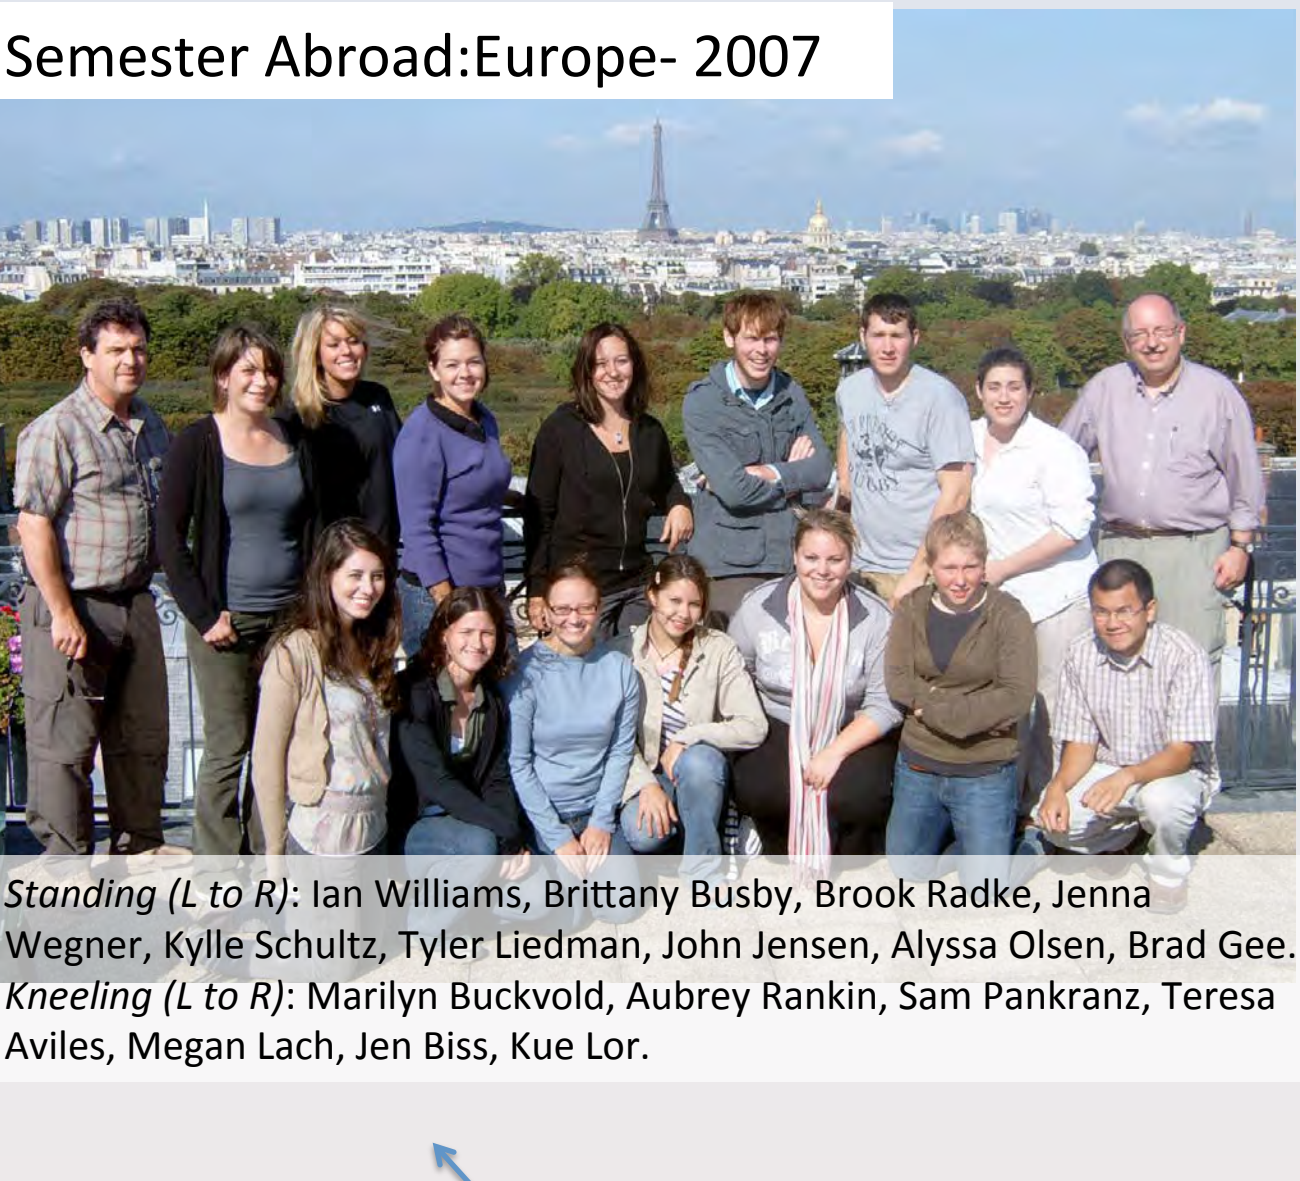 Semester Abroad:Europe- 2007
Standing (L to R): Ian Williams, Brittany Busby, Brook Radke, Jenna
Wegner, Kylle Schultz, Tyler Liedman, John Jensen, Alyssa Olsen, Brad Gee.
Kneeling (L to R): Marilyn Buckvold, Aubrey Rankin, Sam Pankranz, Teresa
Aviles, Megan Lach, Jen Biss, Kue Lor.